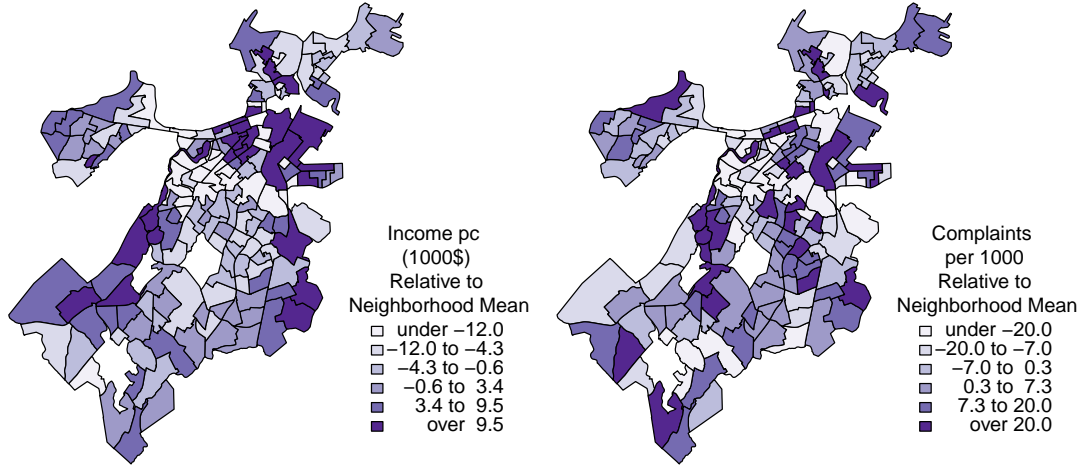 Income pc
(1000$)
Relative to
Neighborhood Mean
under −12.0
−12.0 to −4.3
−4.3 to −0.6
−0.6 to 3.4
3.4 to 9.5
over 9.5
Complaints
per 1000
Relative to
Neighborhood Mean
under −20.0
−20.0 to −7.0
−7.0 to 0.3
0.3 to 7.3
7.3 to 20.0
over 20.0